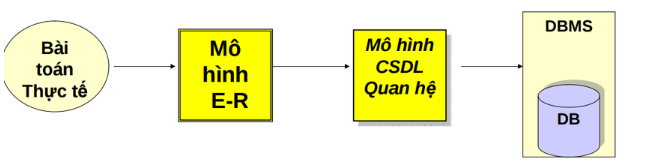 Bài
toán
Thực tế
Mô
hình
E-R
Mô hình
CSDL
Quan hệ
DBMS
DB